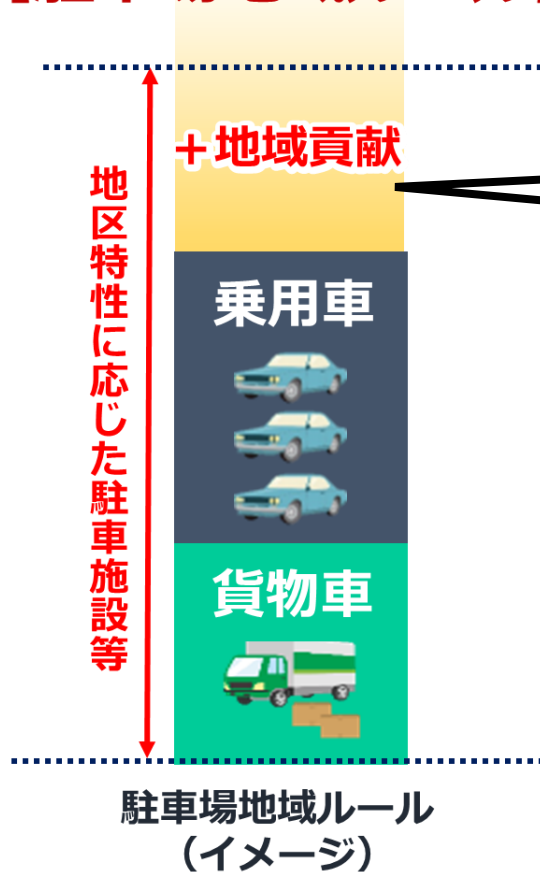 ＋地域貢献
地区特性に応じた駐車施設等
乗用車
貨物車
駐車場地域ルール
（イメージ）